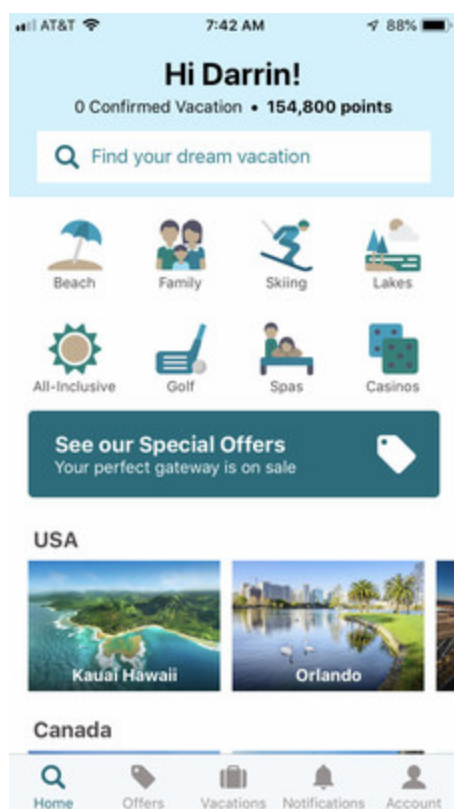 AT&T 7:42 AM 88%
Hi Darrin!
0 Confirmed Vacation • 154,800 points
Find your dream vacation
Beach Family Skiing Lakes
All-Inclusive Golf Spas Casinos
See our Special Offers
Your perfect gateway is on sale
USA
Kauai Hawaii Orlando
Canada
Home Offers Vacations Notifications Account